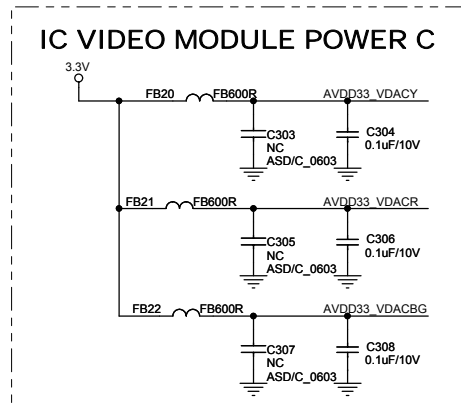 IC VIDEO MODULE POWER C
3.3V
FB20 FB600R AVDD33_VDACY
C303
NC
ASD/C_0603
C304
0.1uF/10V
FB21 FB600R AVDD33_VDACR
C305
NC
ASD/C_0603
C306
0.1uF/10V
FB22 FB600R AVDD33_VDACBG
C307
NC
ASD/C_0603
C308
0.1uF/10V